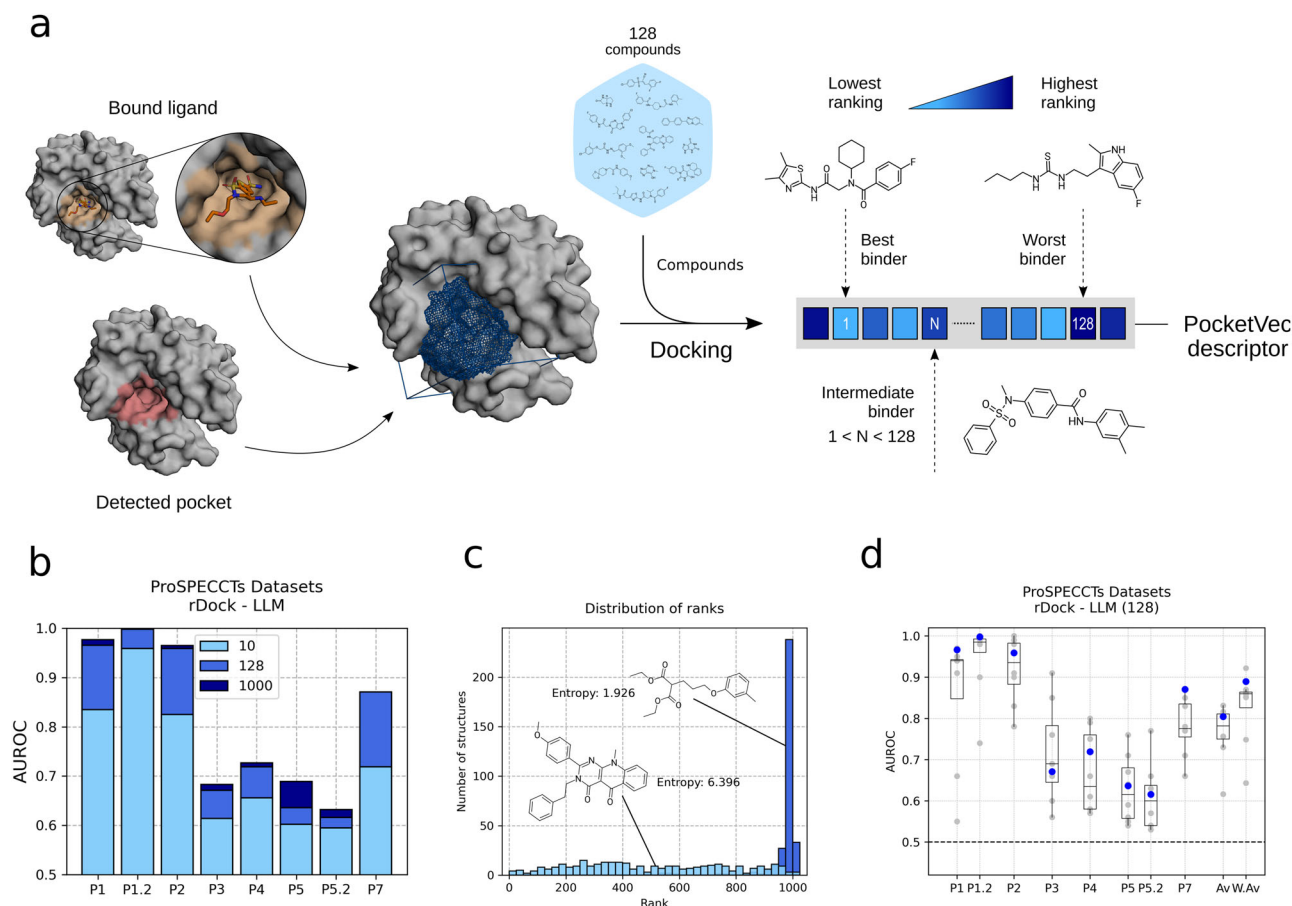 a
128
compounds
Bound ligand
Lowest
ranking
Highest
ranking
S
N
NH
O
N
O
F
S
N
H
N
H
NH
F
Best
binder
Worst
binder
Compounds
Docking
1
N
128
PocketVec
descriptor
Intermediate
binder
1 < N < 128
N
S
O
O
O
HN
Detected pocket
b
ProSPECCTs Datasets
rDock - LLM
AUROC
1.0
0.9
0.8
0.7
0.6
0.5
10
128
1000
P1
P1.2
P2
P3
P4
P5
P5.2
P7
c
Distribution of ranks
Number of structures
200
150
100
50
0
Entropy: 1.926
O
O
O
O
O
Entropy: 6.396
O
N
N
N
O
O
0
200
400
600
800
1000
Rank
d
ProSPECCTs Datasets
rDock - LLM (128)
AUROC
1.0
0.9
0.8
0.7
0.6
0.5
P1
P1.2
P2
P3
P4
P5
P5.2
P7
Av
W.Av